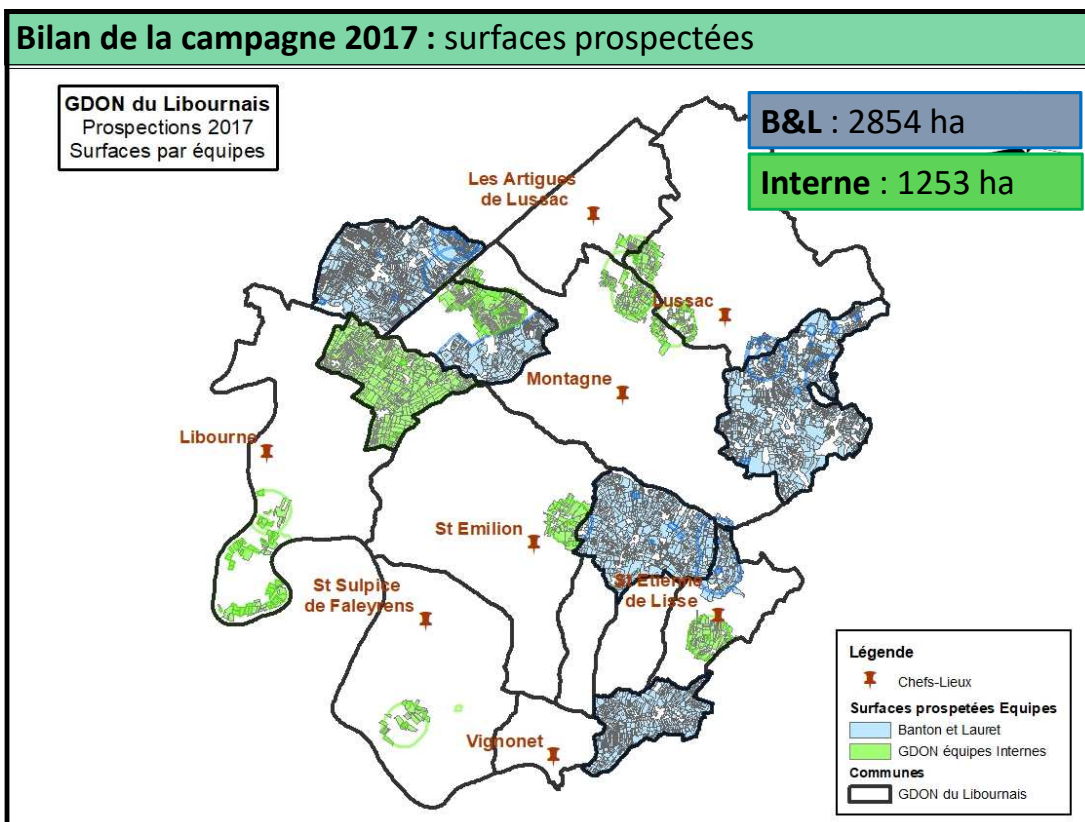 Bilan de la campagne 2017 : surfaces prospectées
GDON du Libournais
Prospections 2017
Surfaces par équipes
B&L : 2854 ha
Interne : 1253 ha
Les Artigues
de Lussac
Lussac
Montagne
Libourne
St Emilion
St Etienne
de Lisse
St Sulpice
de Faleyrens
Vignonet
Légende
Chefs-Lieux
Surfaces prospetées Equipes
Banton et Lauret
GDON équipes Internes
Communes
GDON du Libournais